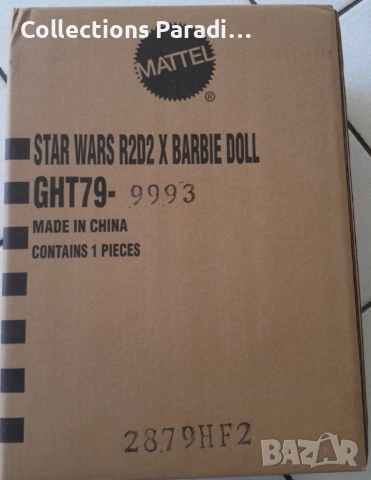 Collections Paradi...
MATTEL
®
STAR WARS R2D2 X BARBIE DOLL
GHT79- 9993
MADE IN CHINA
CONTAINS 1 PIECES
2879HF2
BAZAR